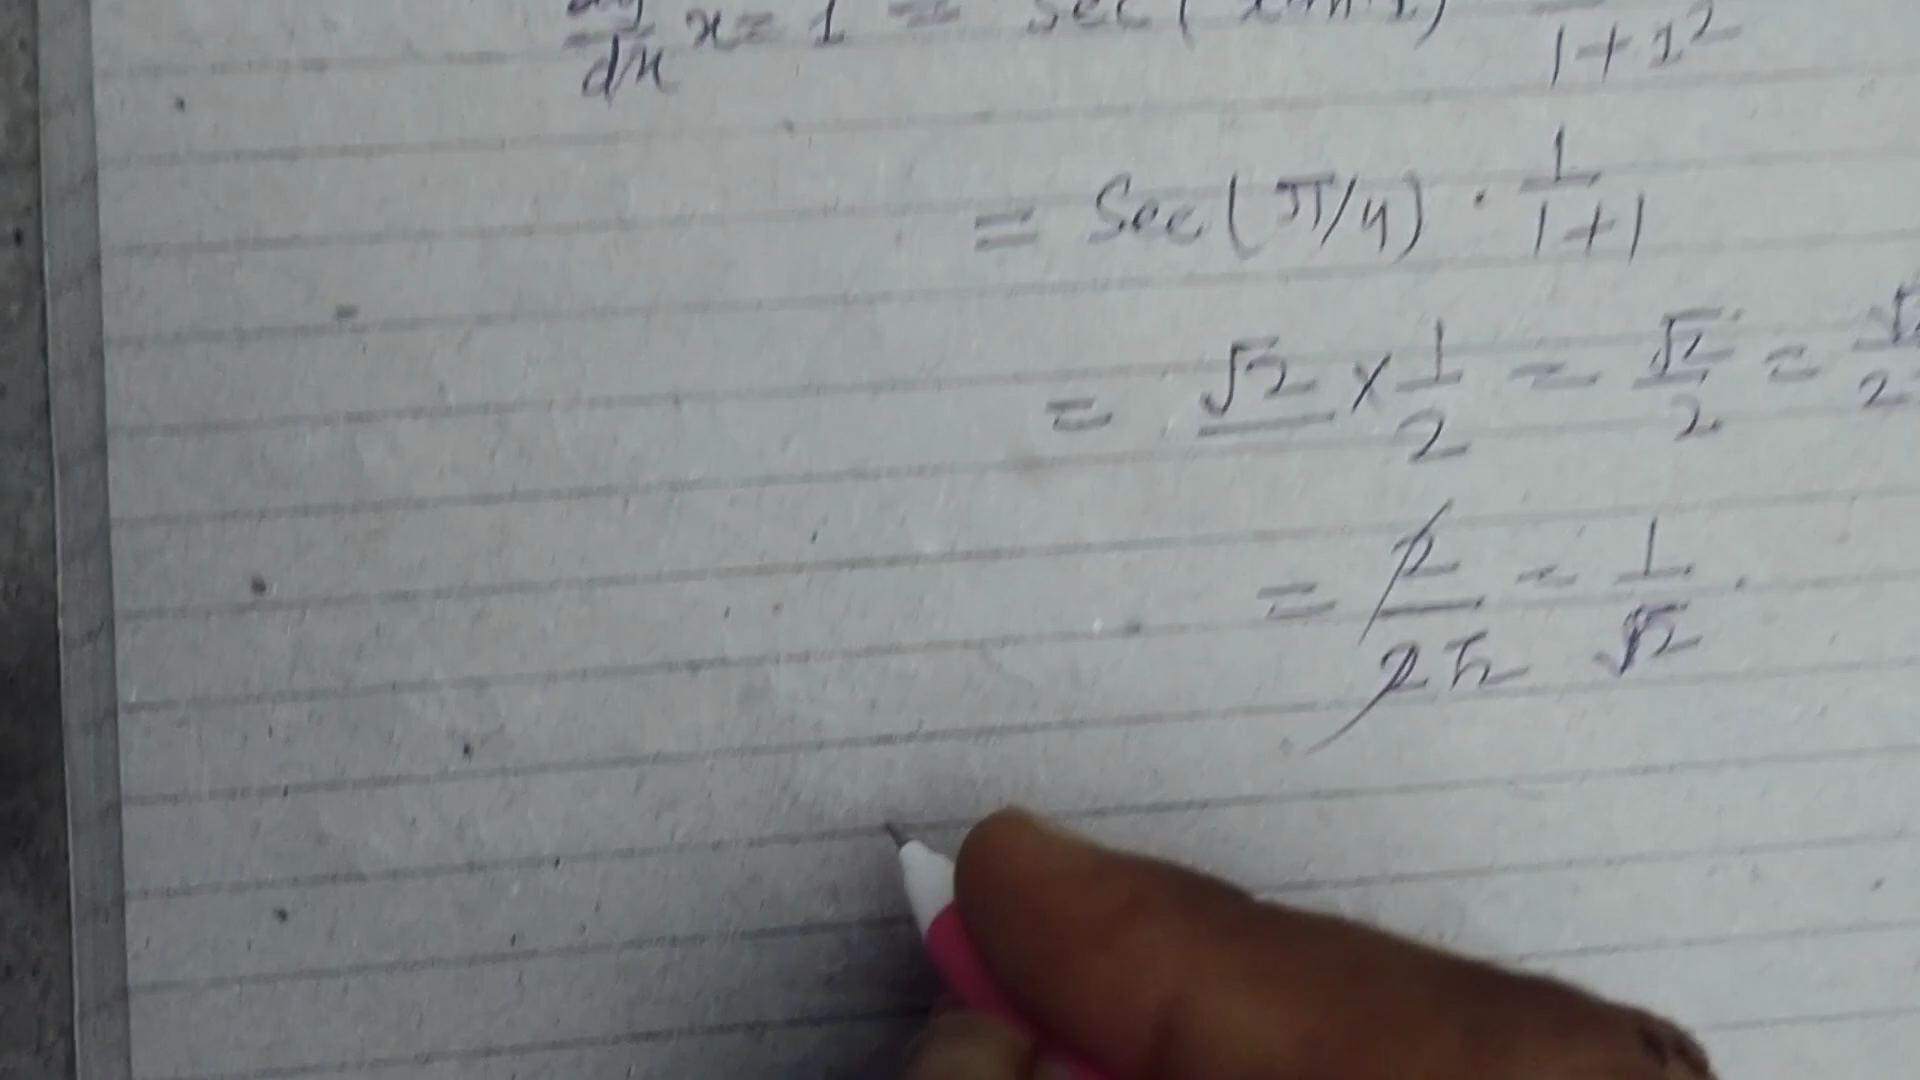 dy/dx x=1 = Sec( ) 1+1²
= Sec(π/4) · 1/1+1
= √2 × 1/2 = √2/2 =
= 2/2√2 = 1/√2 .